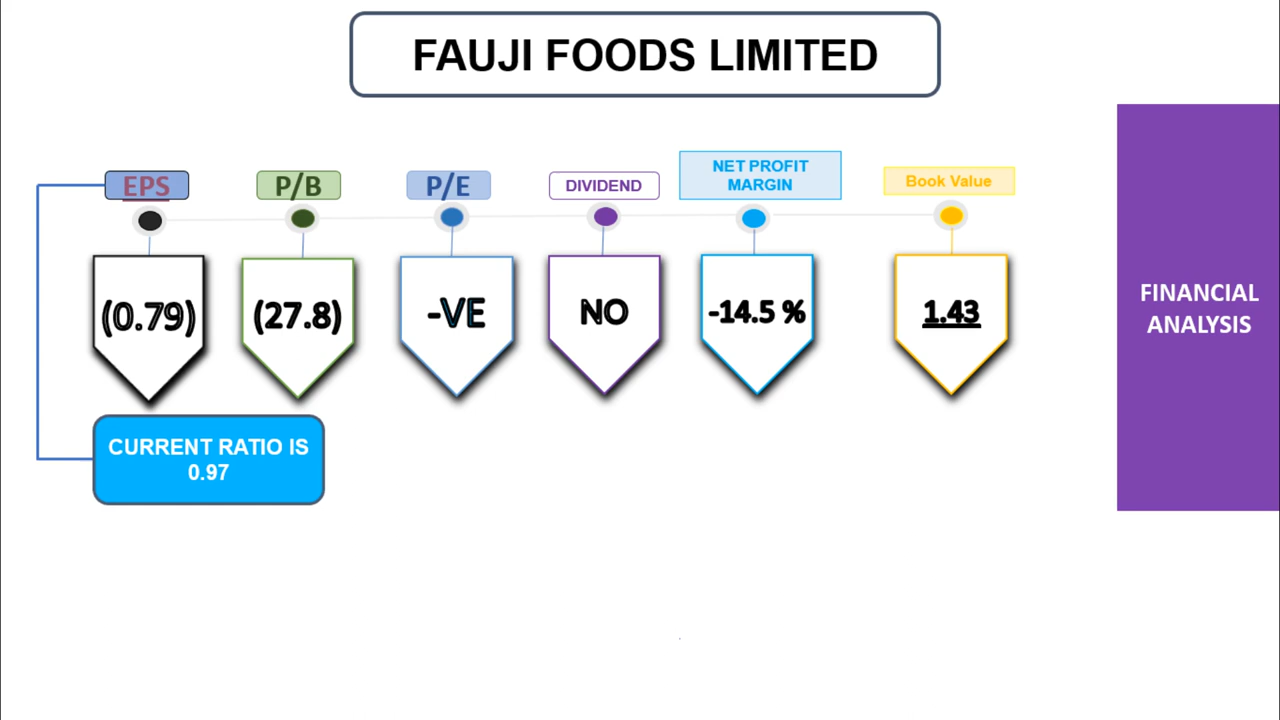 FAUJI FOODS LIMITED
EPS
P/B
P/E
DIVIDEND
NET PROFIT
MARGIN
Book Value
(0.79)
(27.8)
-VE
NO
-14.5 %
1.43
FINANCIAL
ANALYSIS
CURRENT RATIO IS
0.97